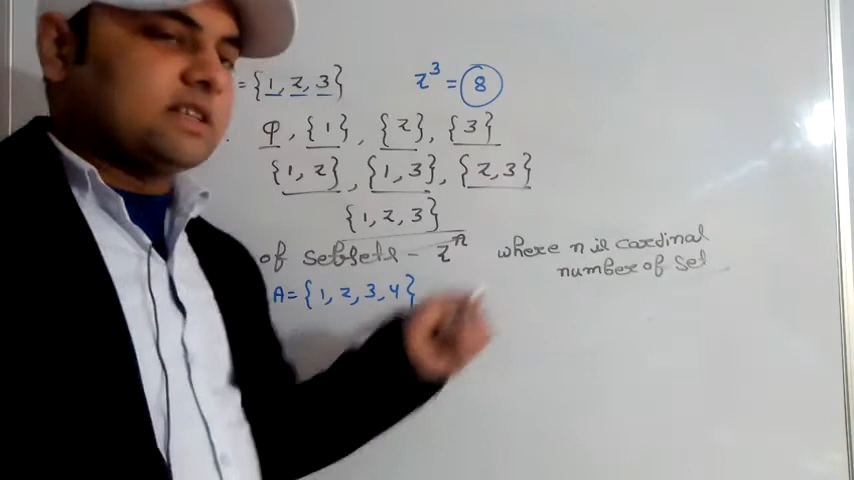 = {1, 2, 3} 2³ = 8
φ, {1}, {2}, {3}
{1, 2}, {1, 3}, {2, 3}
{1, 2, 3}
of subsets - 2ⁿ where n is cardinal
number of set
A = {1, 2, 3, 4}